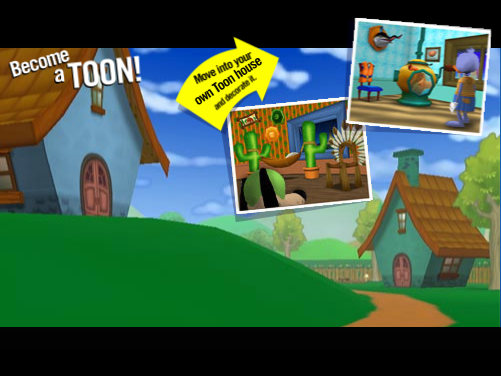 Become
a TOON!
Move into your
own Toon house
and decorate it.